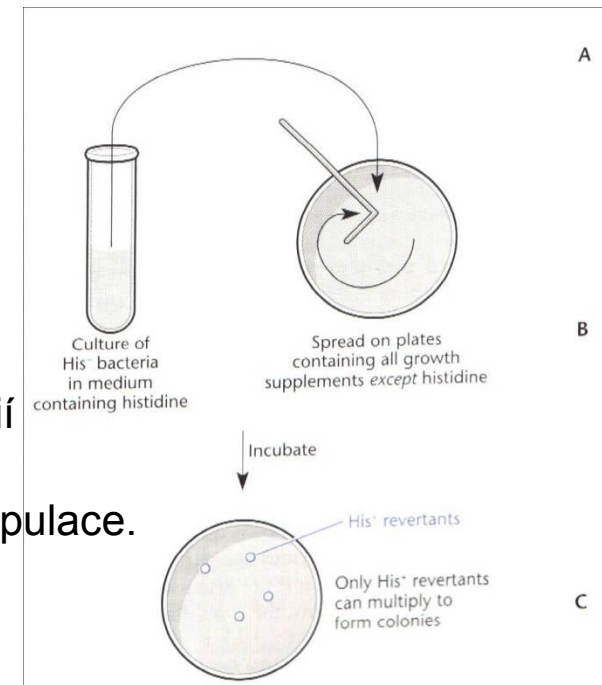 A
Culture of
His⁻ bacteria
in medium
containing histidine
Spread on plates
containing all growth
supplements except histidine
B
í
pulace.
Incubate
His⁺ revertants
Only His⁺ revertants
can multiply to
form colonies
C